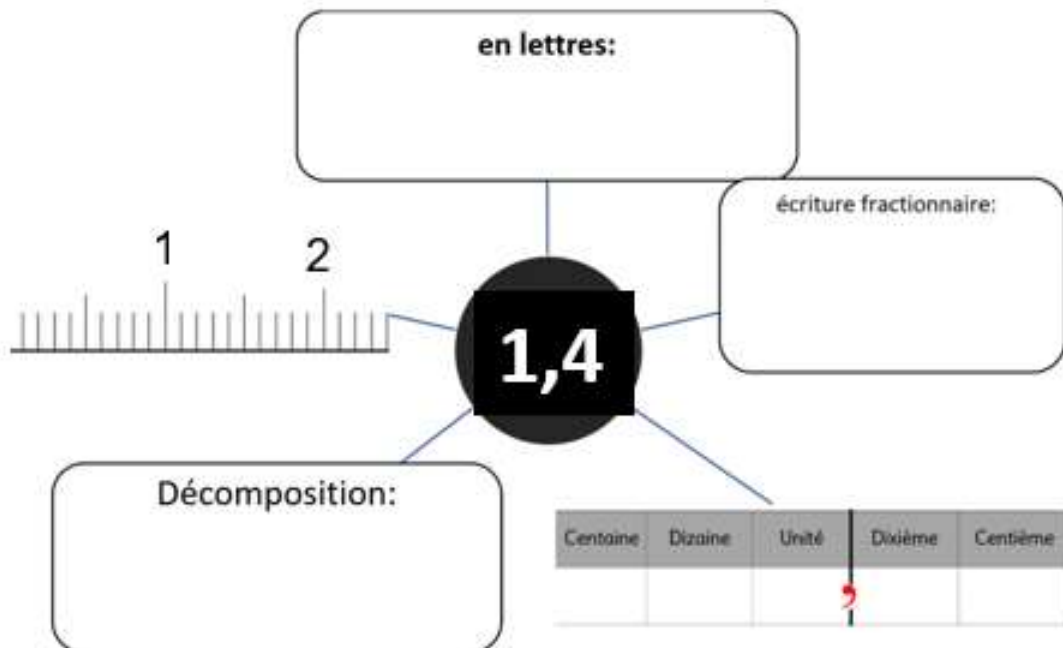 en lettres:
écriture fractionnaire:
1 2
1,4
Décomposition:
Centaine Dizaine Unité Dixième Centième
,